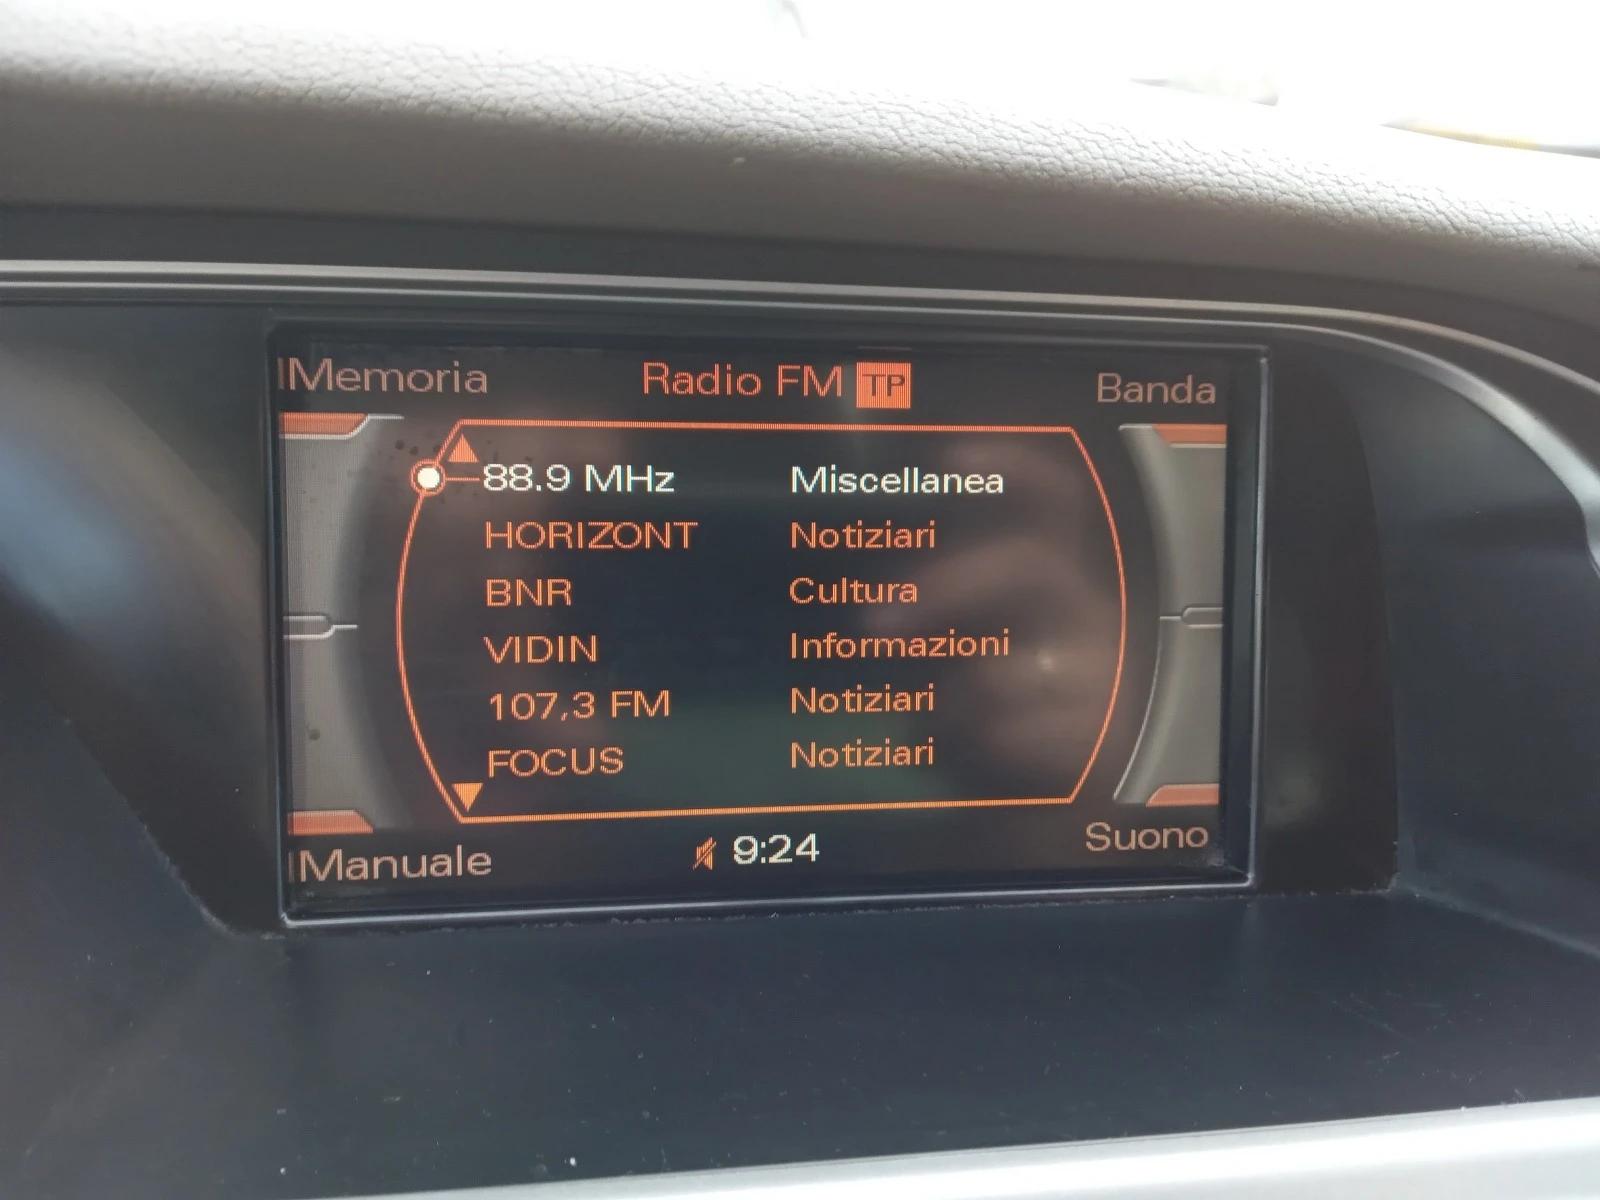 Memoria Radio FM TP Banda
88.9 MHz Miscellanea
HORIZONT Notiziari
BNR Cultura
VIDIN Informazioni
107,3 FM Notiziari
FOCUS Notiziari
Manuale 9:24 Suono